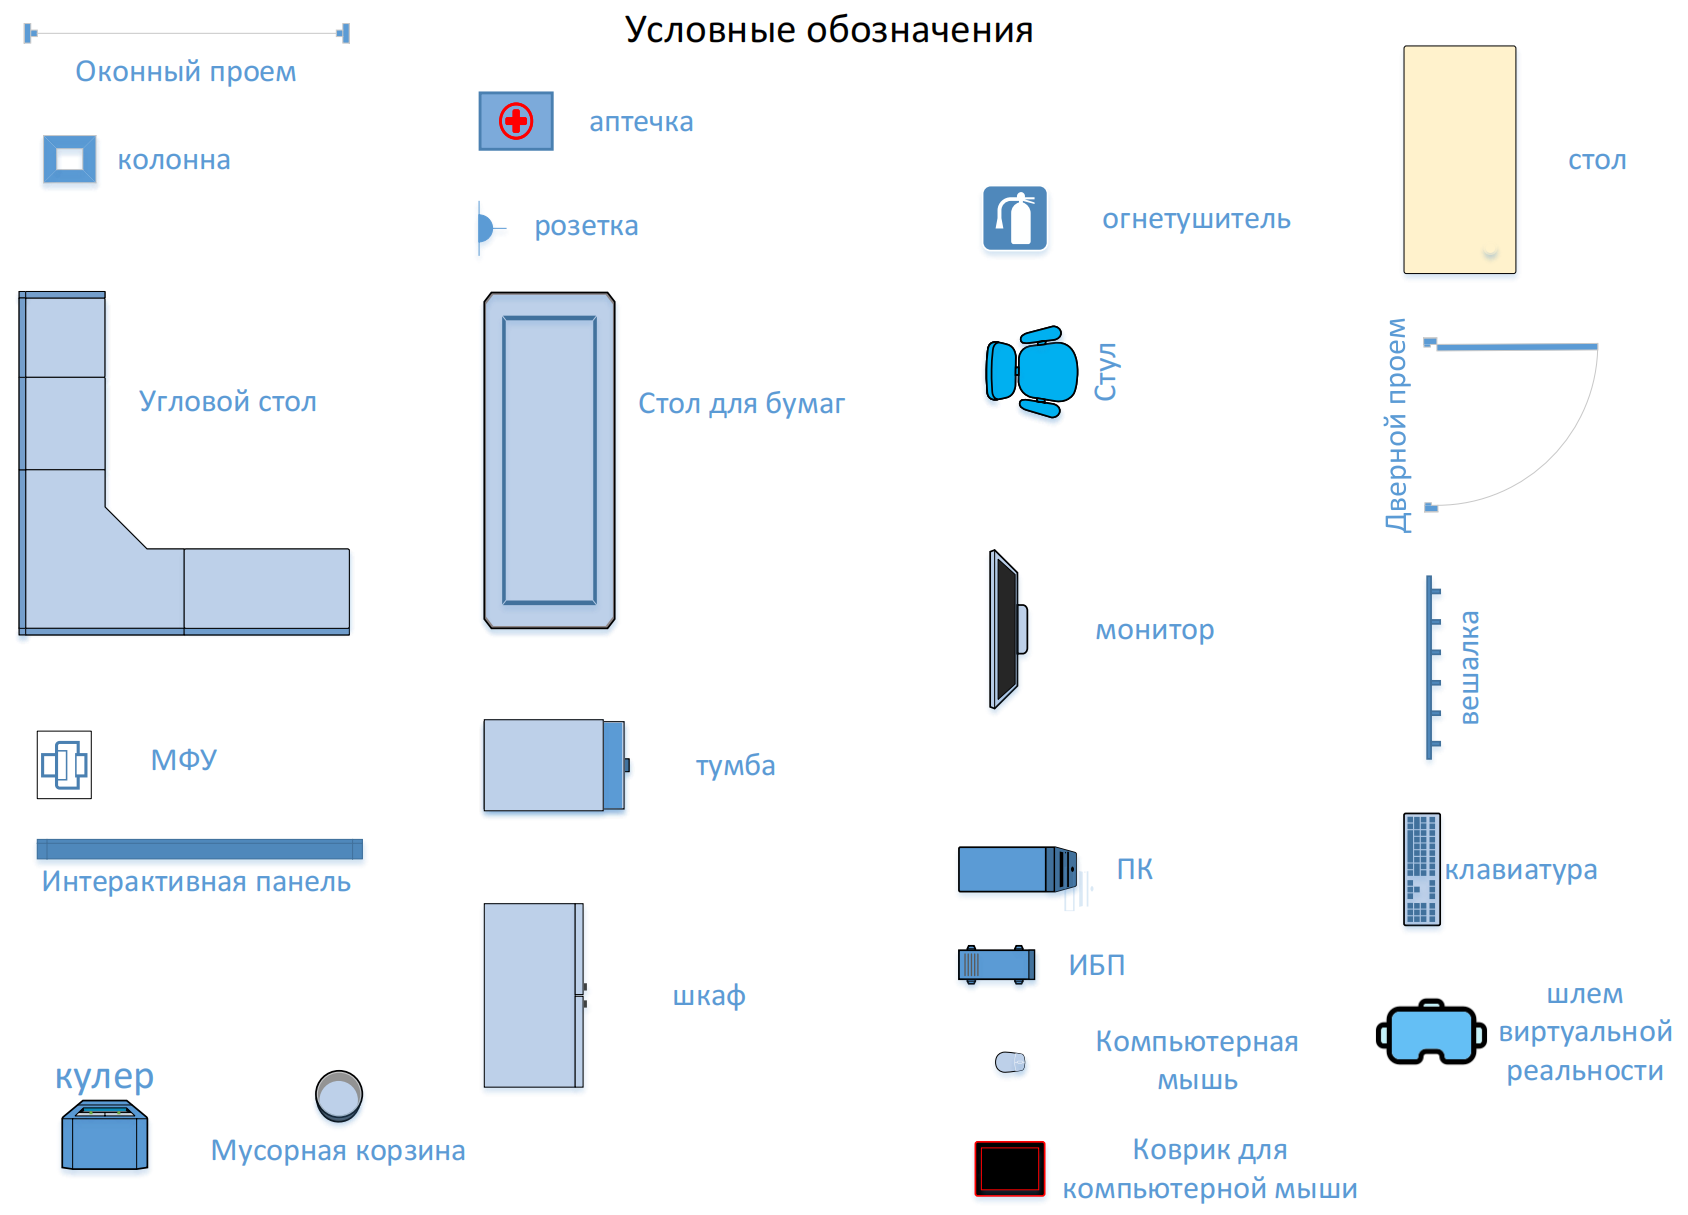 Условные обозначения
Оконный проем
колонна
Угловой стол
МФУ
Интерактивная панель
кулер
Мусорная корзина
аптечка
розетка
Стол для бумаг
тумба
шкаф
огнетушитель
Стул
монитор
ПК
ИБП
Компьютерная
мышь
Коврик для
компьютерной мыши
стол
Дверной проем
вешалка
клавиатура
шлем
виртуальной
реальности